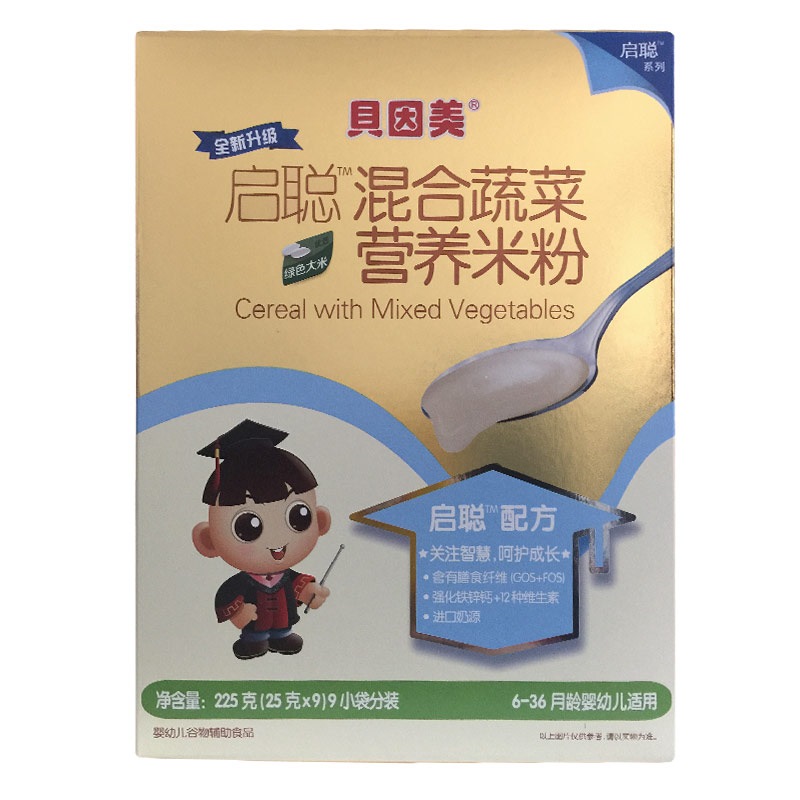 启聪™
系列
貝因美®
全新升级
启聪™混合蔬菜
营养米粉
绿色大米
Cereal with Mixed Vegetables
启聪™配方
★关注智慧,呵护成长★
•含有膳食纤维(GOS+FOS)
•强化铁锌钙+12种维生素
•进口奶源
净含量：225克(25克x9)9小袋分装
6-36月龄婴幼儿适用
婴幼儿谷物辅助食品
以上图片仅供参考,请以实物为准。